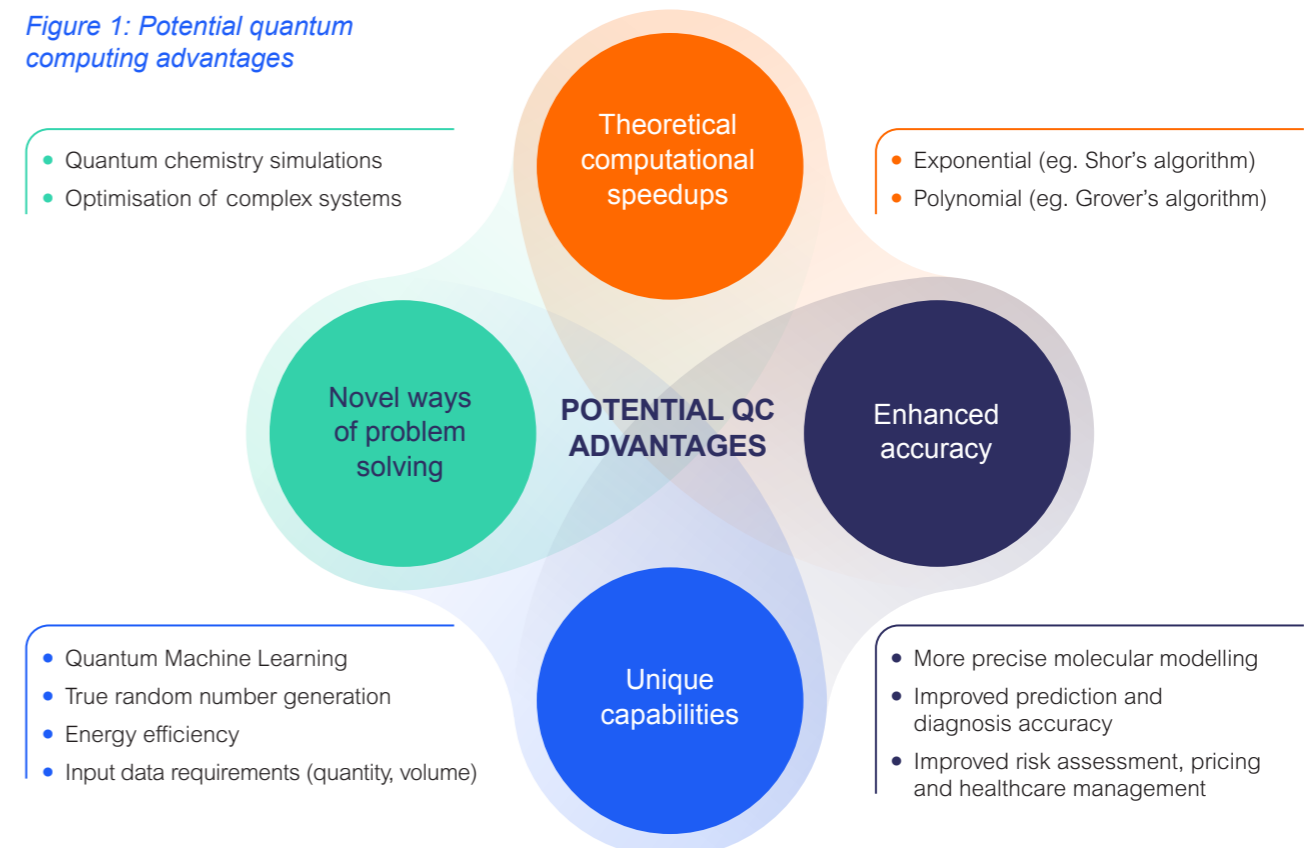 Figure 1: Potential quantum
computing advantages
Theoretical
computational
speedups
• Quantum chemistry simulations
• Optimisation of complex systems
• Exponential (eg. Shor's algorithm)
• Polynomial (eg. Grover's algorithm)
Novel ways
of problem
solving
POTENTIAL QC
ADVANTAGES
Enhanced
accuracy
• Quantum Machine Learning
• True random number generation
• Energy efficiency
• Input data requirements (quantity, volume)
Unique
capabilities
• More precise molecular modelling
• Improved prediction and
diagnosis accuracy
• Improved risk assessment, pricing
and healthcare management